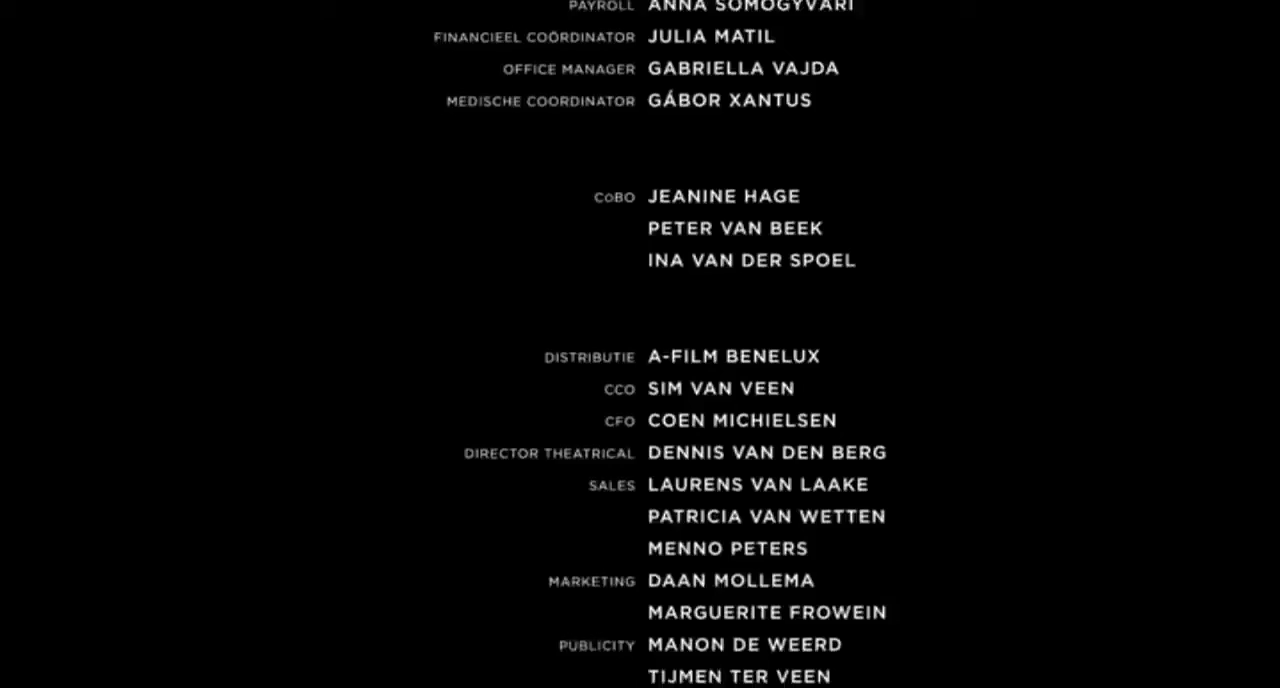 PAYROLL ANNA SOMOGYVARI
FINANCIEEL COÖRDINATOR JULIA MATIL
OFFICE MANAGER GABRIELLA VAJDA
MEDISCHE COORDINATOR GÁBOR XANTUS
COBO JEANINE HAGE
PETER VAN BEEK
INA VAN DER SPOEL
DISTRIBUTIE A-FILM BENELUX
CCO SIM VAN VEEN
CFO COEN MICHIELSEN
DIRECTOR THEATRICAL DENNIS VAN DEN BERG
SALES LAURENS VAN LAAKE
PATRICIA VAN WETTEN
MENNO PETERS
MARKETING DAAN MOLLEMA
MARGUERITE FROWEIN
PUBLICITY MANON DE WEERD
TIJMEN TER VEEN